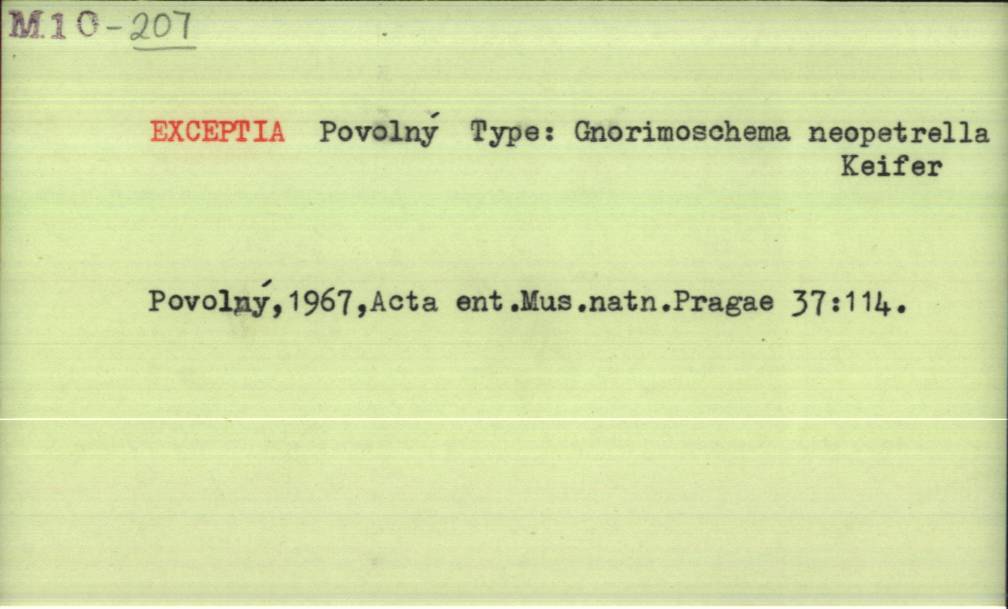 M10-207
EXCEPTIA Povolný Type: Gnorimoschema neopetrella
Keifer
Povolný,1967,Acta ent.Mus.natn.Pragae 37:114.